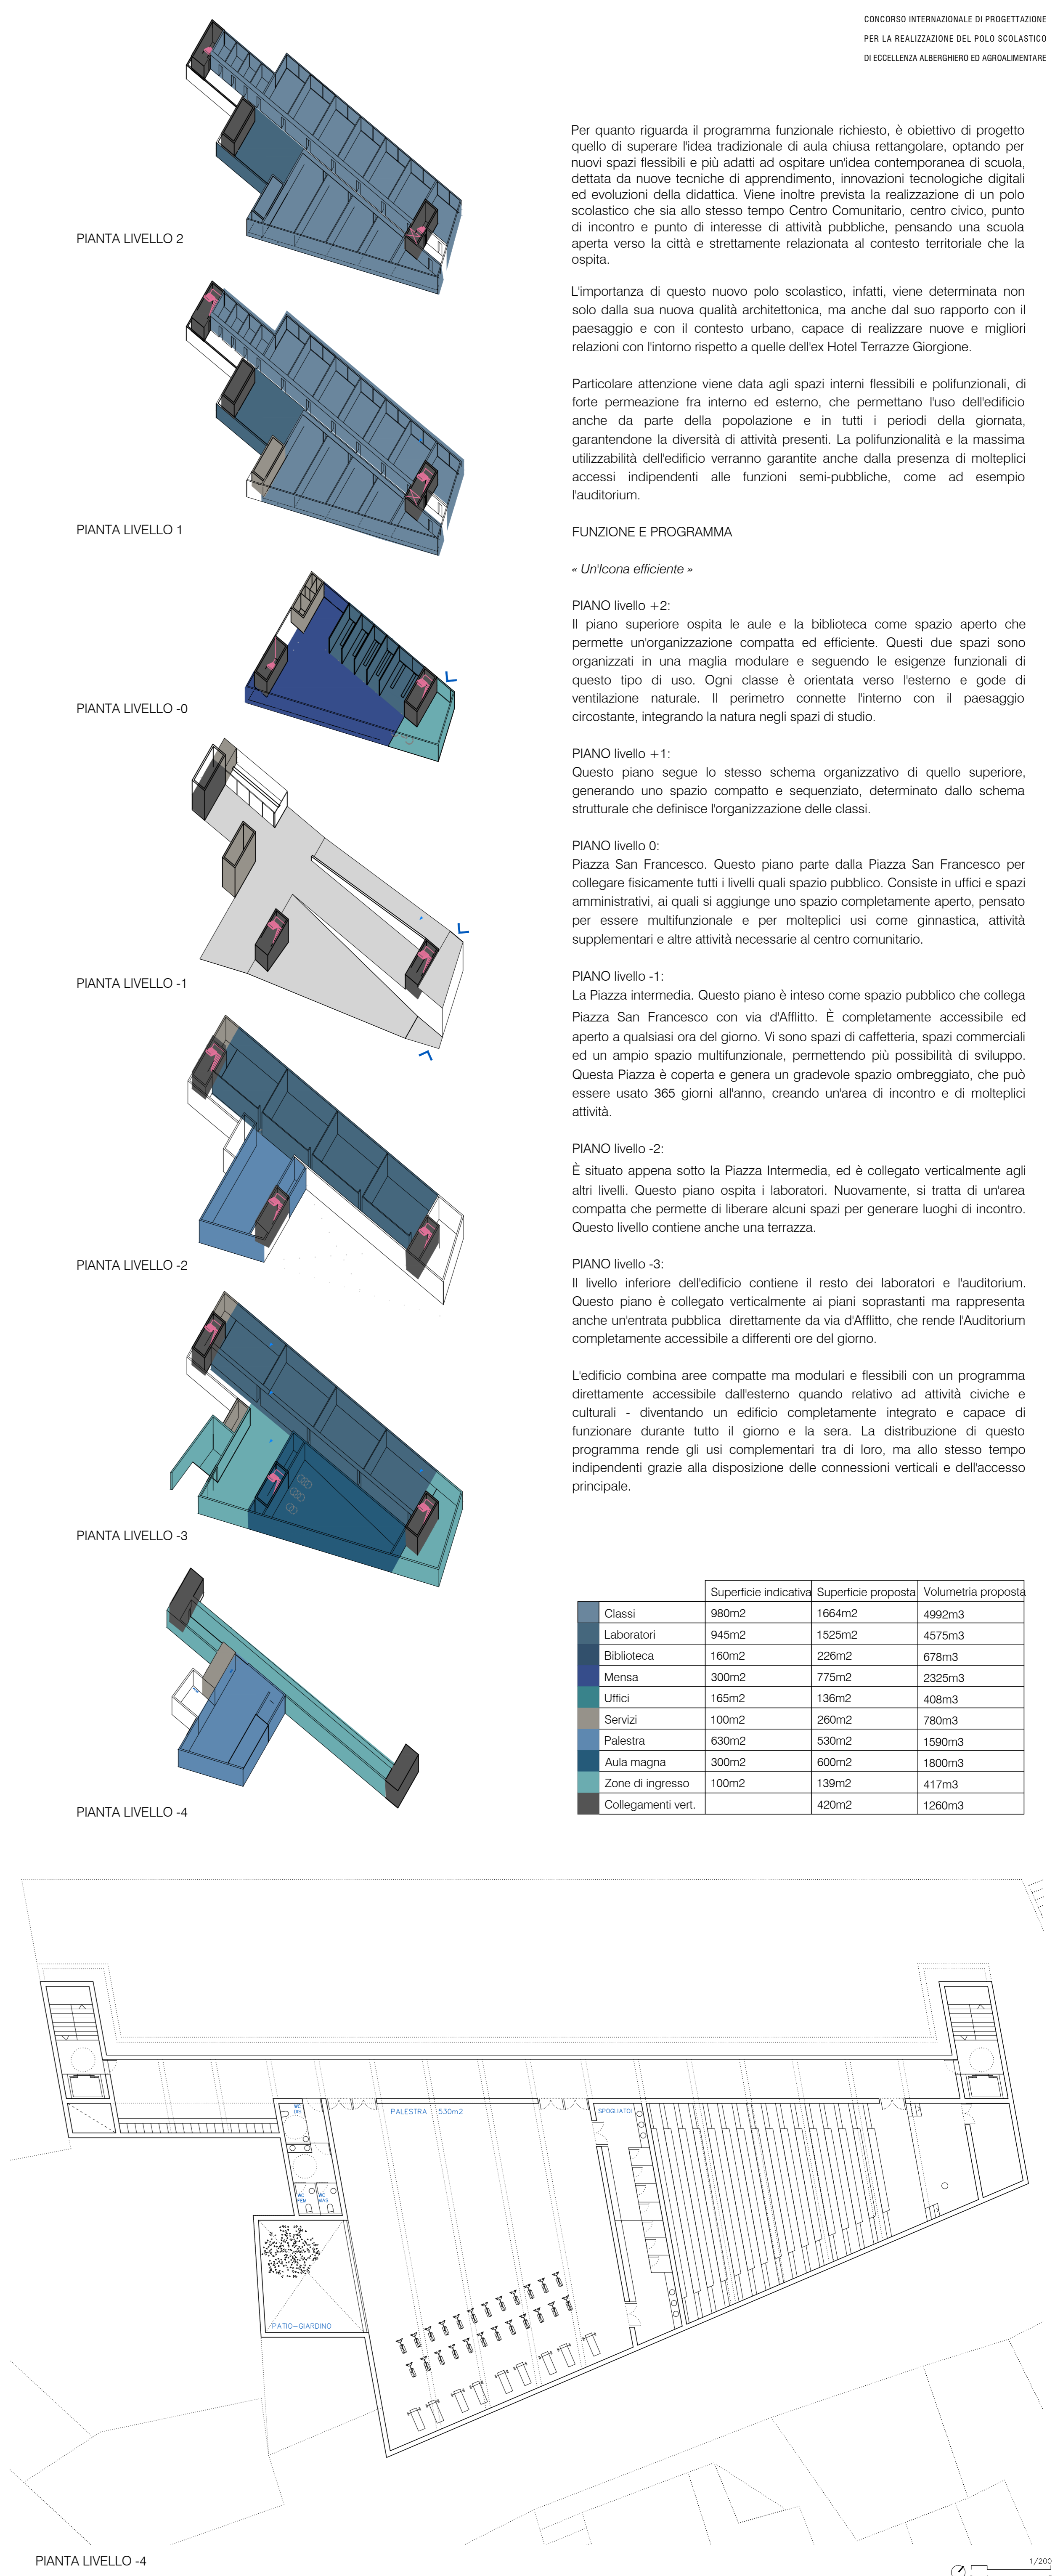 CONCORSO INTERNAZIONALE DI PROGETTAZIONE
PER LA REALIZZAZIONE DEL POLO SCOLASTICO
DI ECCELLENZA ALBERGHIERO ED AGROALIMENTARE
Per quanto riguarda il programma funzionale richiesto, è obiettivo di progetto
quello di superare l'idea tradizionale di aula chiusa rettangolare, optando per
nuovi spazi flessibili e più adatti ad ospitare un'idea contemporanea di scuola,
dettata da nuove tecniche di apprendimento, innovazioni tecnologiche digitali
ed evoluzioni della didattica. Viene inoltre prevista la realizzazione di un polo
scolastico che sia allo stesso tempo Centro Comunitario, centro civico, punto
di incontro e punto di interesse di attività pubbliche, pensando una scuola
aperta verso la città e strettamente relazionata al contesto territoriale che la
ospita.
L'importanza di questo nuovo polo scolastico, infatti, viene determinata non
solo dalla sua nuova qualità architettonica, ma anche dal suo rapporto con il
paesaggio e con il contesto urbano, capace di realizzare nuove e migliori
relazioni con l'intorno rispetto a quelle dell'ex Hotel Terrazze Giorgione.
Particolare attenzione viene data agli spazi interni flessibili e polifunzionali, di
forte permeazione fra interno ed esterno, che permettano l'uso dell'edificio
anche da parte della popolazione e in tutti i periodi della giornata,
garantendone la diversità di attività presenti. La polifunzionalità e la massima
utilizzabilità dell'edificio verranno garantite anche dalla presenza di molteplici
accessi indipendenti alle funzioni semi-pubbliche, come ad esempio
l'auditorium.
FUNZIONE E PROGRAMMA
« Un'Icona efficiente »
PIANO livello +2:
Il piano superiore ospita le aule e la biblioteca come spazio aperto che
permette un'organizzazione compatta ed efficiente. Questi due spazi sono
organizzati in una maglia modulare e seguendo le esigenze funzionali di
questo tipo di uso. Ogni classe è orientata verso l'esterno e gode di
ventilazione naturale. Il perimetro connette l'interno con il paesaggio
circostante, integrando la natura negli spazi di studio.
PIANO livello +1:
Questo piano segue lo stesso schema organizzativo di quello superiore,
generando uno spazio compatto e sequenziato, determinato dallo schema
strutturale che definisce l'organizzazione delle classi.
PIANO livello 0:
Piazza San Francesco. Questo piano parte dalla Piazza San Francesco per
collegare fisicamente tutti i livelli quali spazio pubblico. Consiste in uffici e spazi
amministrativi, ai quali si aggiunge uno spazio completamente aperto, pensato
per essere multifunzionale e per molteplici usi come ginnastica, attività
supplementari e altre attività necessarie al centro comunitario.
PIANO livello -1:
La Piazza intermedia. Questo piano è inteso come spazio pubblico che collega
Piazza San Francesco con via d'Afflitto. È completamente accessible ed
aperto a qualsiasi ora del giorno. Vi sono spazi di caffetteria, spazi commerciali
ed un ampio spazio multifunzionale, permettendo più possibilità di sviluppo.
Questa Piazza è coperta e genera un gradevole spazio ombreggiato, che può
essere usato 365 giorni all'anno, creando un'area di incontro e di molteplici
attività.
PIANO livello -2:
È situato appena sotto la Piazza Intermedia, ed è collegato verticalmente agli
altri livelli. Questo piano ospita i laboratori. Nuovamente, si tratta di un'area
compatta che permette di liberare alcuni spazi per generare luoghi di incontro.
Questo livello contiene anche una terrazza.
PIANO livello -3:
Il livello inferiore dell'edificio contiene il resto dei laboratori e l'auditorium.
Questo piano è collegato verticalmente ai piani soprastanti ma rappresenta
anche un'entrata pubblica direttamente da via d'Afflitto, che rende l'Auditorium
completamente accessibile a differenti ore del giorno.
L'edificio combina aree compatte ma modulari e flessibili con un programma
direttamente accessibile dall'esterno quando relativo ad attività civiche e
culturali - diventando un edificio completamente integrato e capace di
funzionare durante tutto il giorno e la sera. La distribuzione di questo
programma rende gli usi complementari tra di loro, ma allo stesso tempo
indipendenti grazie alla disposizione delle connessioni verticali e dell'accesso
principale.
PIANTA LIVELLO 2
PIANTA LIVELLO 1
PIANTA LIVELLO -0
PIANTA LIVELLO -1
PIANTA LIVELLO -2
PIANTA LIVELLO -3
PIANTA LIVELLO -4
Superficie indicativa Superficie proposta Volumetria proposta
Classi 980m2 1664m2 4992m3
Laboratori 945m2 1525m2 4575m3
Biblioteca 160m2 226m2 678m3
Mensa 300m2 775m2 2325m3
Uffici 165m2 136m2 408m3
Servizi 100m2 260m2 780m3
Palestra 630m2 530m2 1590m3
Aula magna 300m2 600m2 1800m3
Zone di ingresso 100m2 139m2 417m3
Collegamenti vert. 420m2 1260m3
WC
DIS
PALESTRA 530m2
SPOGLIATOI
WC
FEM
WC
MAS
PATIO-GIARDINO
PIANTA LIVELLO -4
1/200